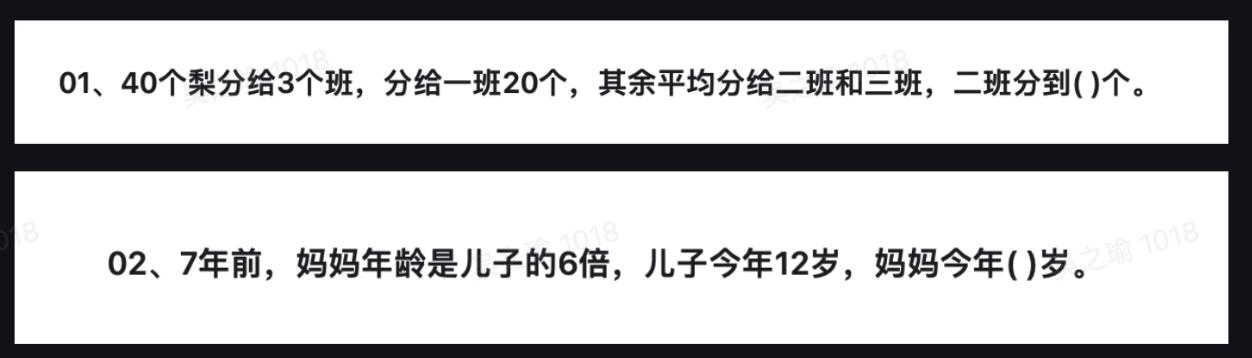 01、40个梨分给3个班，分给一班20个，其余平均分给二班和三班，二班分到( )个。
02、7年前，妈妈年龄是儿子的6倍，儿子今年12岁，妈妈今年( )岁。